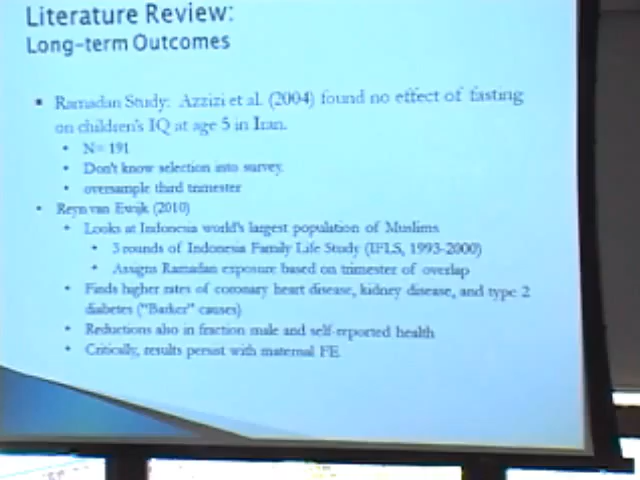 Literature Review:
Long-term Outcomes
▪ Ramadan Study: Azzizi et al. (2004) found no effect of fasting
on children's IQ at age 5 in Iran.
• N= 191
• Don't know selection into survey.
• oversample third trimester
• Reyn van Ewijk (2010)
• Looks at Indonesia world's largest population of Muslims
• 3 rounds of Indonesia Family Life Study (IFLS, 1993-2000)
• Assigns Ramadan exposure based on trimester of overlap
• Finds higher rates of coronary heart disease, kidney disease, and type 2
diabetes ("Barker" causes)
• Reductions also in fraction male and self-reported health
• Critically, results persist with maternal FE